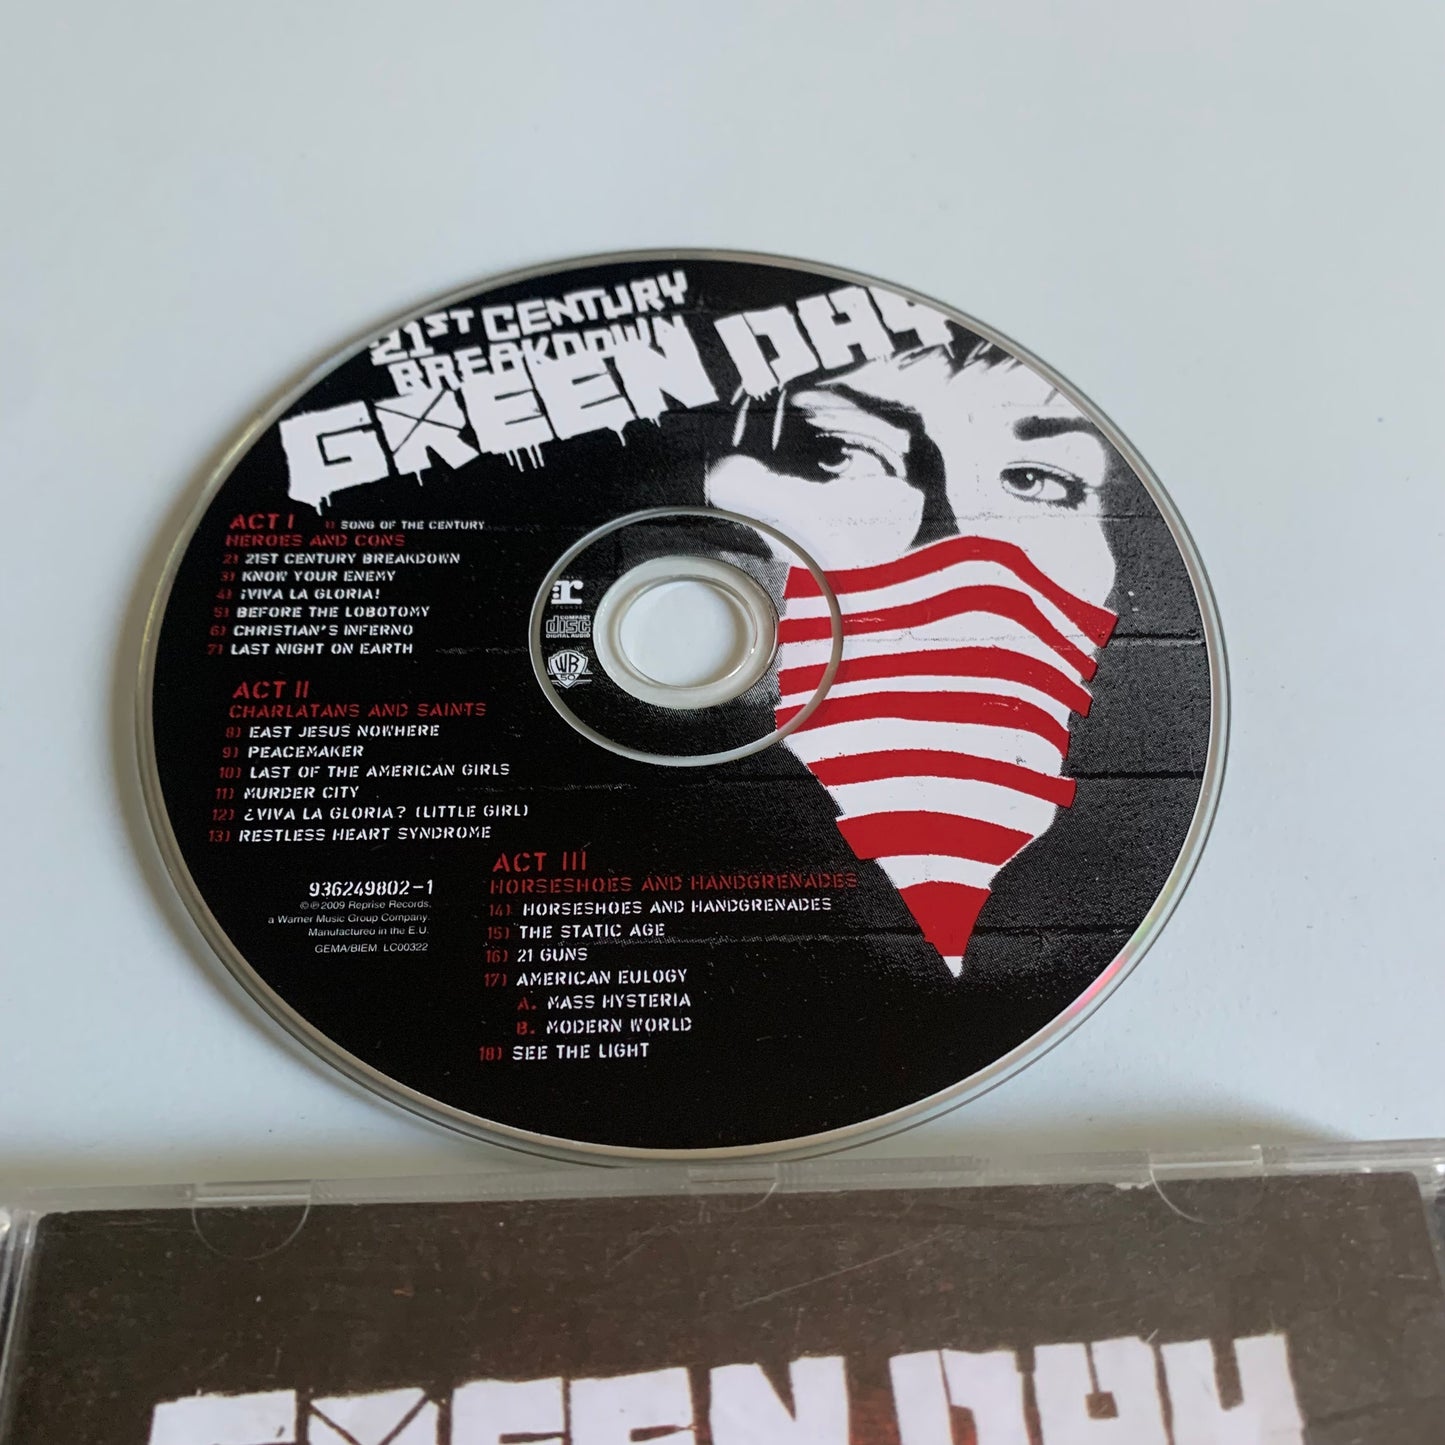 21ST CENTURY
BREAKDOWN
GREEN DAY
ACT I 1) SONG OF THE CENTURY
HEROES AND CONS
2) 21ST CENTURY BREAKDOWN
3) KNOW YOUR ENEMY
4) ¡VIVA LA GLORIA!
5) BEFORE THE LOBOTOMY
6) CHRISTIAN'S INFERNO
7) LAST NIGHT ON EARTH
ACT II
CHARLATANS AND SAINTS
8) EAST JESUS NOWHERE
9) PEACEMAKER
10) LAST OF THE AMERICAN GIRLS
11) MURDER CITY
12) ¿VIVA LA GLORIA? (LITTLE GIRL)
13) RESTLESS HEART SYNDROME
ACT III
HORSESHOES AND HANDGRENADES
14) HORSESHOES AND HANDGRENADES
15) THE STATIC AGE
16) 21 GUNS
17) AMERICAN EULOGY
A. MASS HYSTERIA
B. MODERN WORLD
18) SEE THE LIGHT
936249802-1
©℗ 2009 Reprise Records,
a Warner Music Group Company.
Manufactured in the E.U.
GEMA/BIEM LC00322
:r
COMPACT
disc
DIGITAL AUDIO
WB
50
GREEN DAY